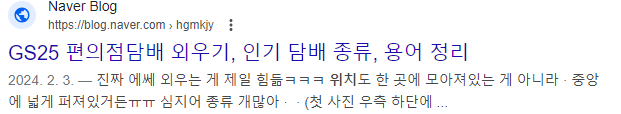 Naver Blog
https://blog.naver.com › hgmkjy
GS25 편의점담배 외우기, 인기 담배 종류, 용어 정리
2024. 2. 3. — 진짜 에쎄 외우는 게 제일 힘듦ㅋㅋㅋ 위치도 한 곳에 모아져있는 게 아니라 · 중앙
에 넓게 퍼져있거든ㅠㅠ 심지어 종류 개많아 · · (첫 사진 우측 하단에 ...